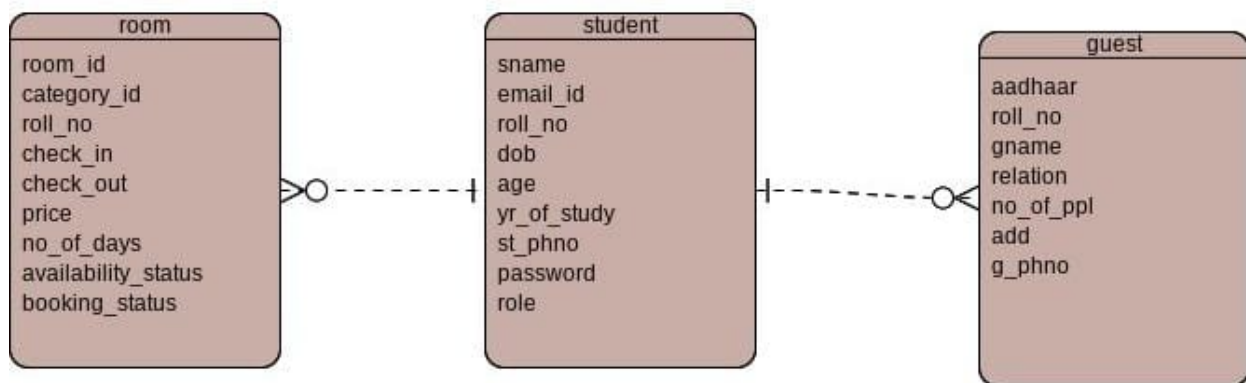 room
room_id
category_id
roll_no
check_in
check_out
price
no_of_days
availability_status
booking_status
student
sname
email_id
roll_no
dob
age
yr_of_study
st_phno
password
role
guest
aadhaar
roll_no
gname
relation
no_of_ppl
add
g_phno